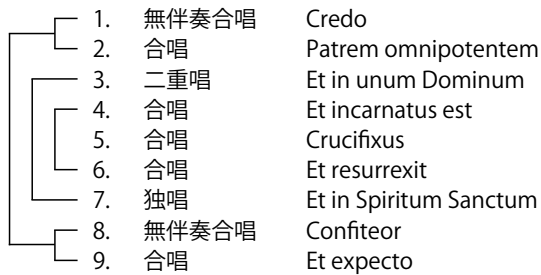 1. 無伴奏合唱 Credo
2. 合唱 Patrem omnipotentem
3. 二重唱 Et in unum Dominum
4. 合唱 Et incarnatus est
5. 合唱 Crucifixus
6. 合唱 Et resurrexit
7. 独唱 Et in Spiritum Sanctum
8. 無伴奏合唱 Confiteor
9. 合唱 Et expecto